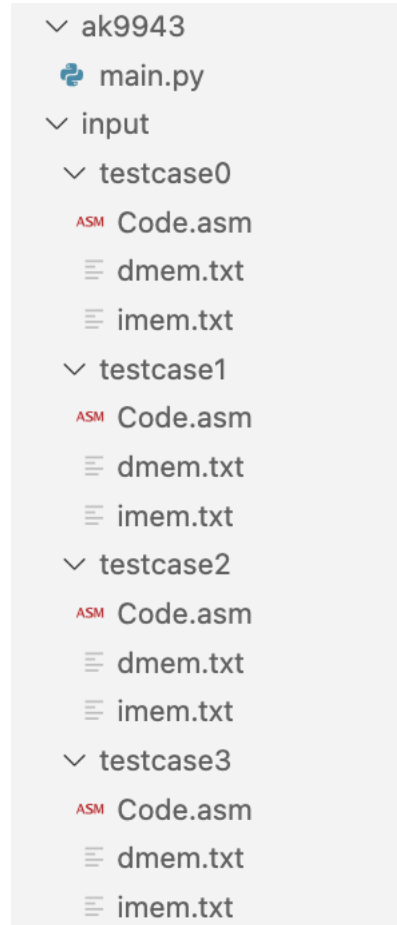 ak9943
main.py
input
testcase0
ASM Code.asm
dmem.txt
imem.txt
testcase1
ASM Code.asm
dmem.txt
imem.txt
testcase2
ASM Code.asm
dmem.txt
imem.txt
testcase3
ASM Code.asm
dmem.txt
imem.txt